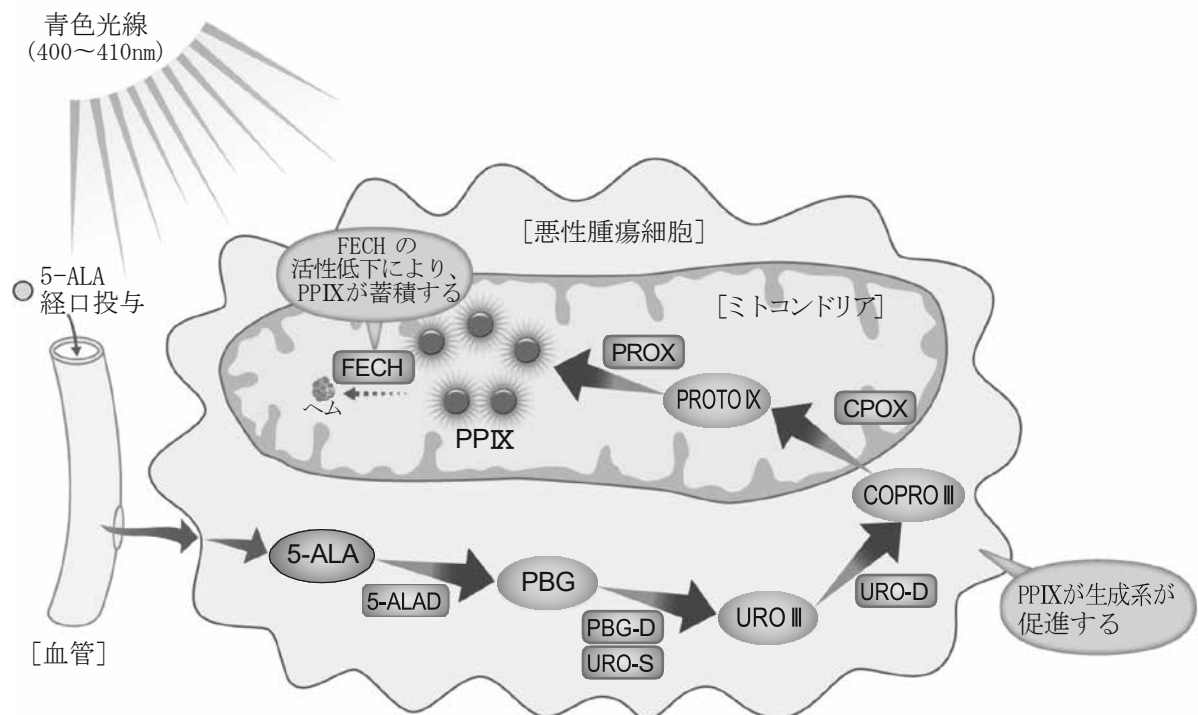 青色光線
(400～410nm)
5-ALA
経口投与
[血管]
[悪性腫瘍細胞]
FECH の
活性低下により、
PPⅨが蓄積する
[ミトコンドリア]
FECH
ヘム
PPⅨ
PROX
PROTO Ⅸ
CPOX
COPRO Ⅲ
5-ALA
5-ALAD
PBG
PBG-D
URO-S
URO Ⅲ
URO-D
PPⅨが生成系が
促進する